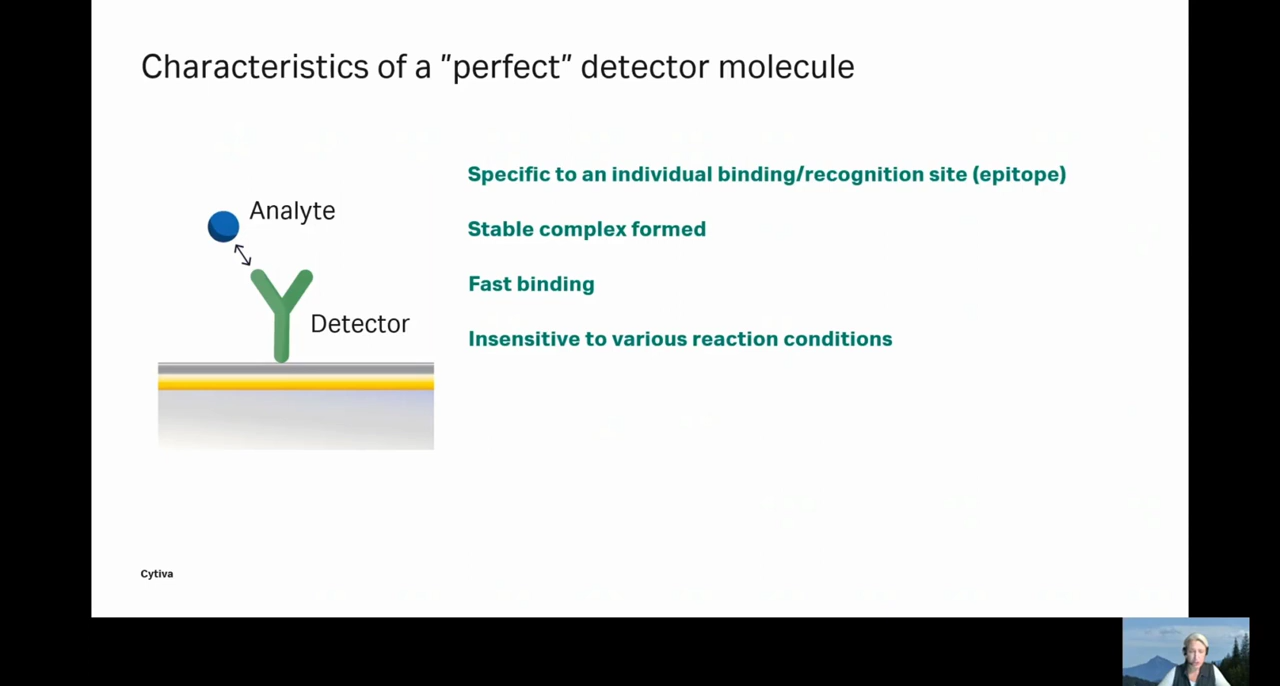 Characteristics of a ”perfect” detector molecule
Specific to an individual binding/recognition site (epitope)
Analyte
Stable complex formed
Fast binding
Detector
Insensitive to various reaction conditions
Cytiva